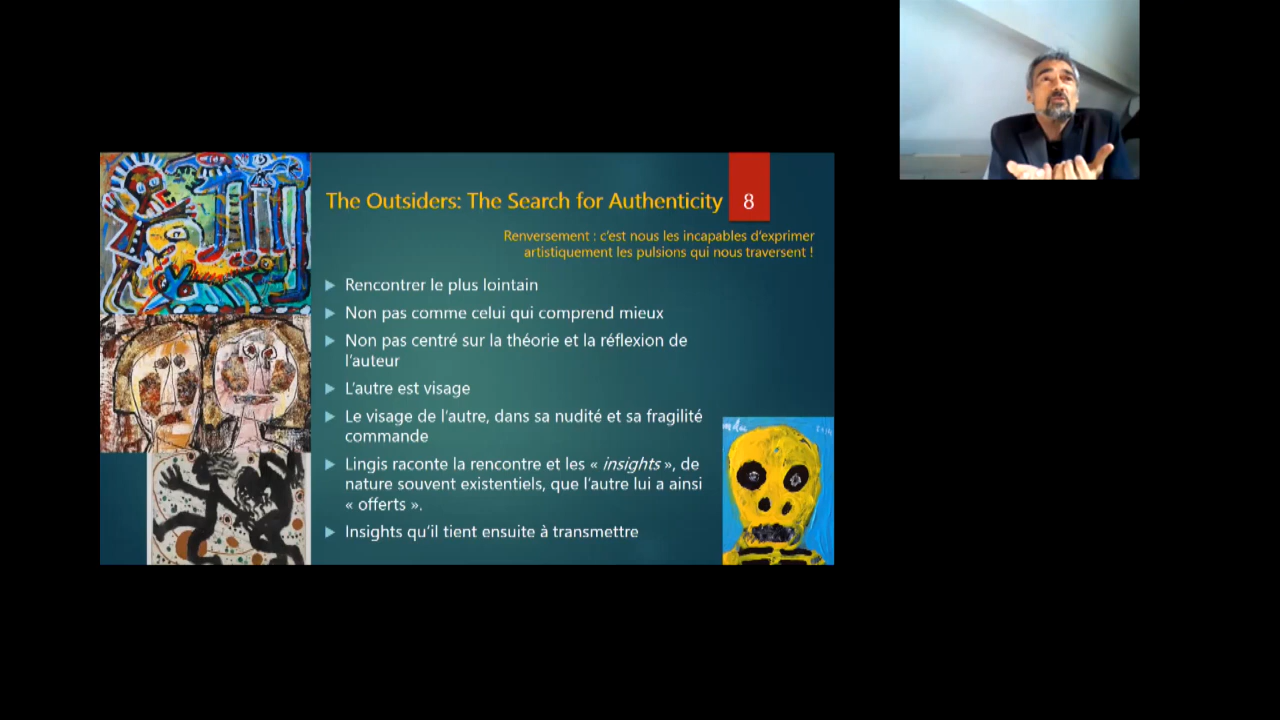 The Outsiders: The Search for Authenticity
8
Renversement : c'est nous les incapables d'exprimer
artistiquement les pulsions qui nous traversent !
Rencontrer le plus lointain
Non pas comme celui qui comprend mieux
Non pas centré sur la théorie et la réflexion de
l'auteur
L'autre est visage
Le visage de l'autre, dans sa nudité et sa fragilité
commande
Lingis raconte la rencontre et les « insights », de
nature souvent existentiels, que l'autre lui a ainsi
« offerts ».
Insights qu'il tient ensuite à transmettre